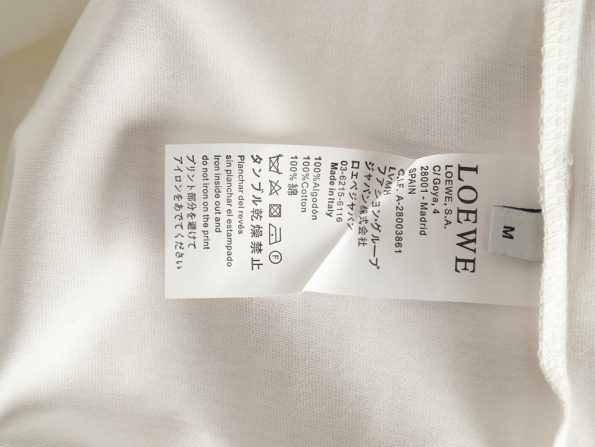 LOEWE
LOEWE, S.A.
C/ Goya, 4
28001 - Madrid
SPAIN
C.I.F. A-28003861
LVMH
ファッション・グループ
ジャパン株式会社
ロエベジャパン
03-6215-6116
Made in Italy
100%Algodón
100%Cotton
100% 綿
タンブル乾燥禁止
Planchar del revés
sin planchar el estampado
Iron inside out and
do not iron on the print
プリント部分を避けて
アイロンをあてください
M